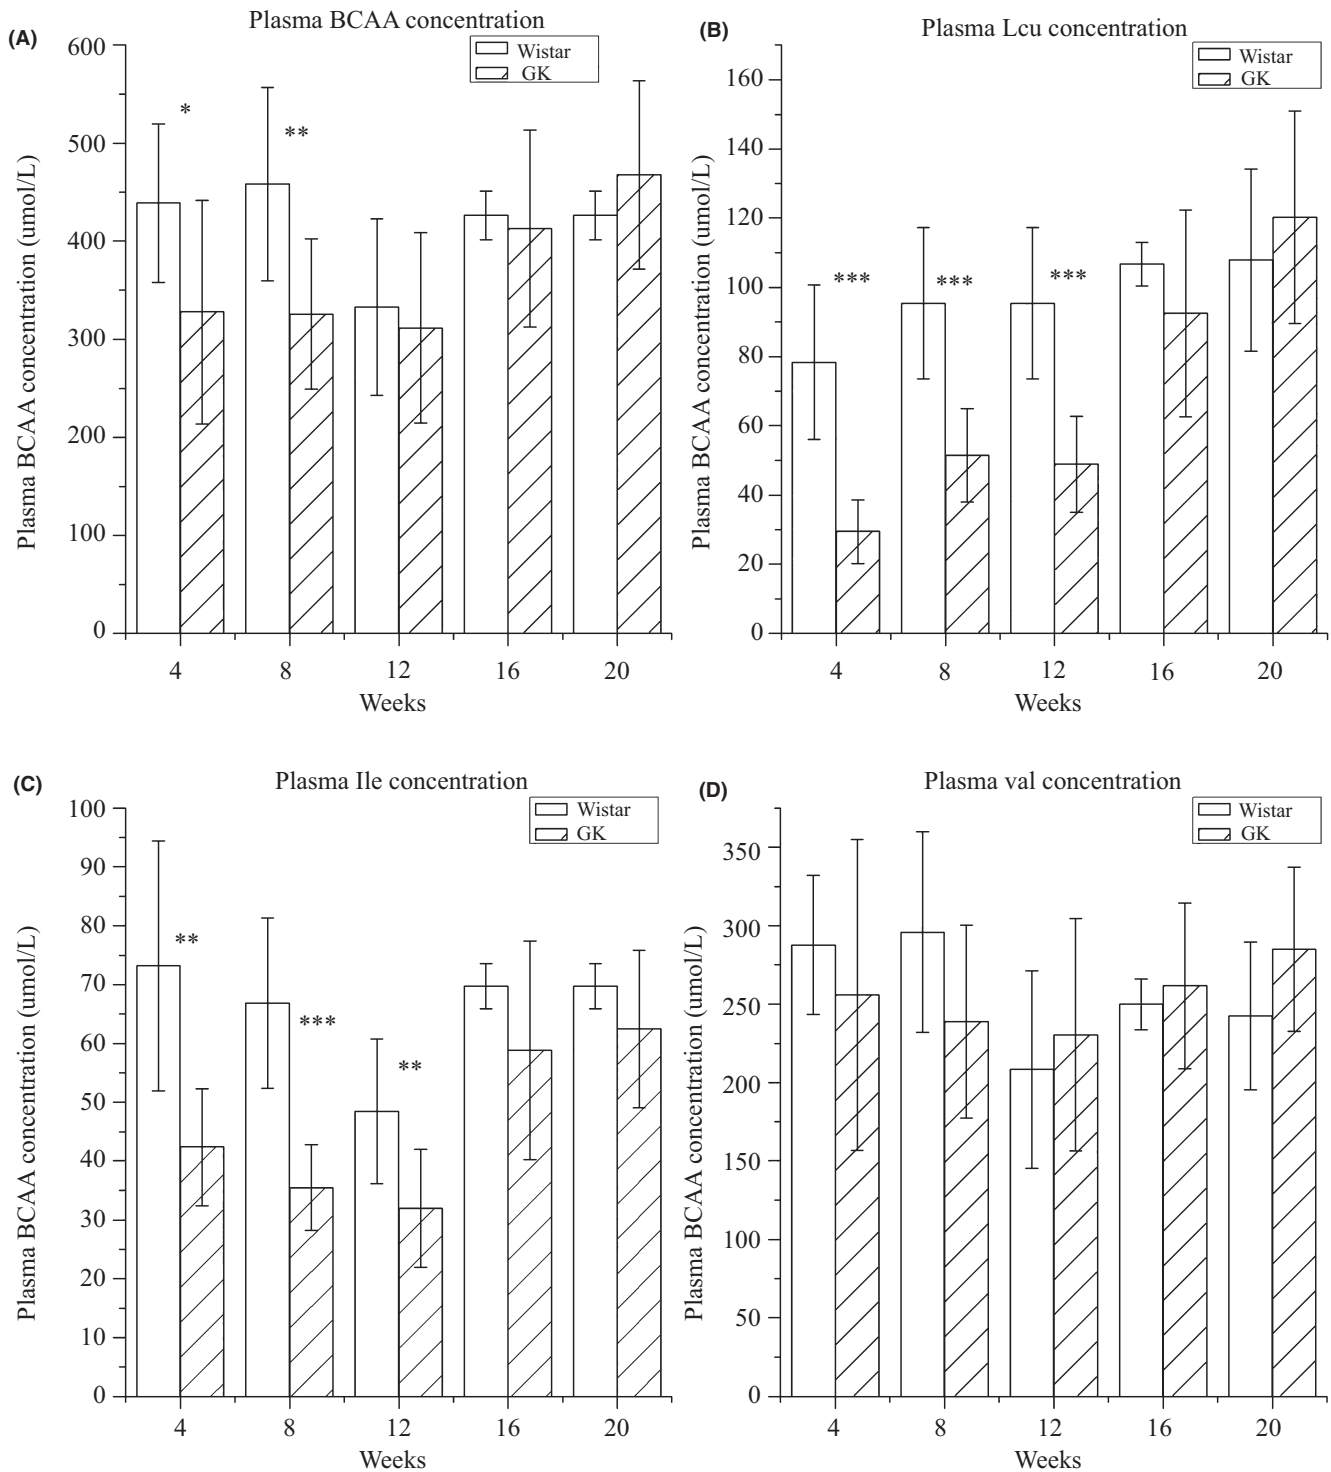 (A)
Plasma BCAA concentration
Wistar
GK
Plasma BCAA concentration (umol/L)
600
500
400
300
200
100
0
*
**
4 8 12 16 20
Weeks
(B)
Plasma Lcu concentration
Wistar
GK
Plasma BCAA concentration (umol/L)
160
140
120
100
80
60
40
20
0
***
***
***
4 8 12 16 20
Weeks
(C)
Plasma Ile concentration
Wistar
GK
Plasma BCAA concentration (umol/L)
100
90
80
70
60
50
40
30
20
10
0
**
***
**
4 8 12 16 20
Weeks
(D)
Plasma val concentration
Wistar
GK
Plasma BCAA concentration (umol/L)
350
300
250
200
150
100
50
0
4 8 12 16 20
Weeks